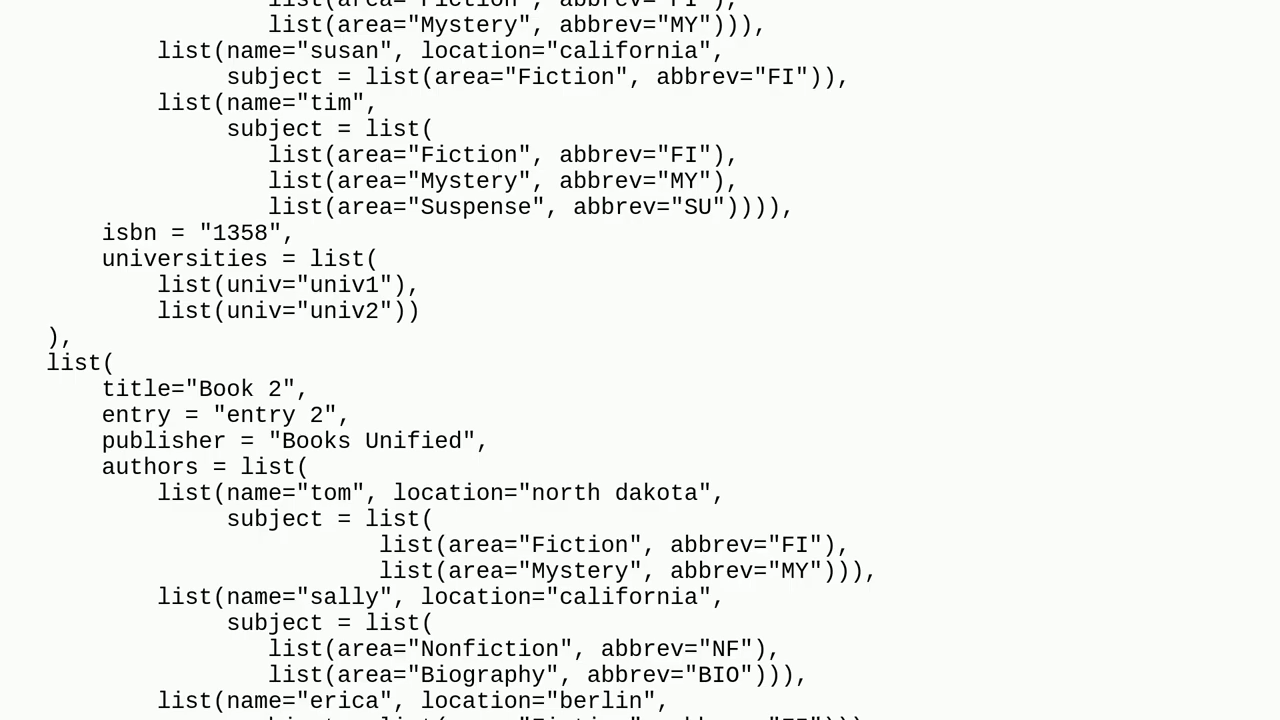 list(area="Fiction", abbrev="FI"),
list(area="Mystery", abbrev="MY"))),
list(name="susan", location="california",
subject = list(area="Fiction", abbrev="FI")),
list(name="tim",
subject = list(
list(area="Fiction", abbrev="FI"),
list(area="Mystery", abbrev="MY"),
list(area="Suspense", abbrev="SU")))),
isbn = "1358",
universities = list(
list(univ="univ1"),
list(univ="univ2"))
),
list(
title="Book 2",
entry = "entry 2",
publisher = "Books Unified",
authors = list(
list(name="tom", location="north dakota",
subject = list(
list(area="Fiction", abbrev="FI"),
list(area="Mystery", abbrev="MY"))),
list(name="sally", location="california",
subject = list(
list(area="Nonfiction", abbrev="NF"),
list(area="Biography", abbrev="BIO"))),
list(name="erica", location="berlin",